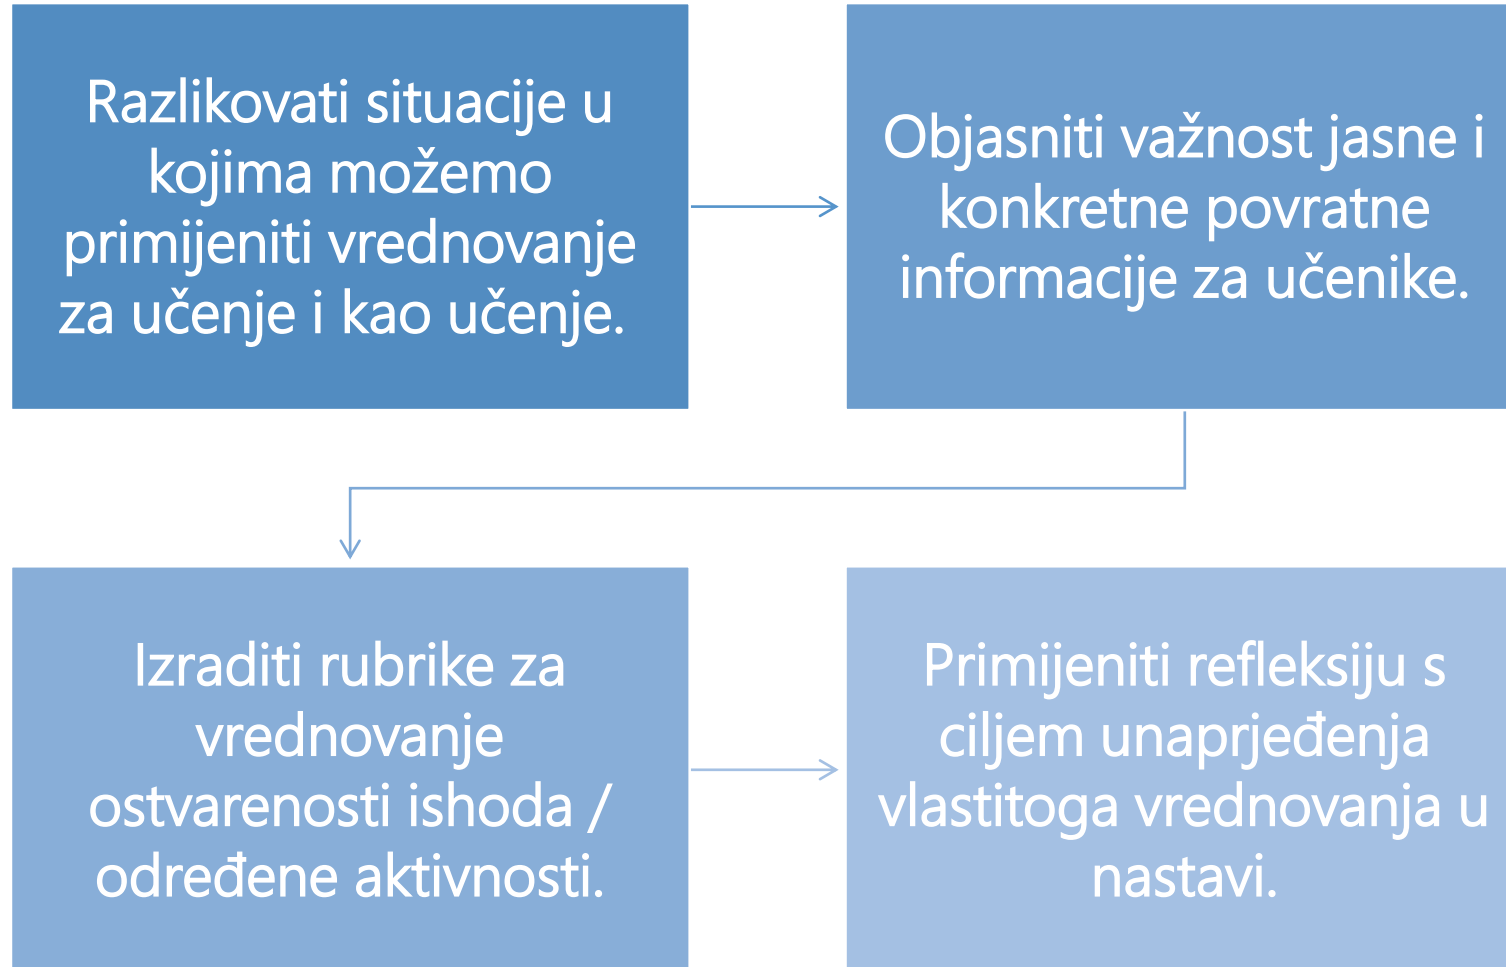 Razlikovati situacije u
kojima možemo
primijeniti vrednovanje
za učenje i kao učenje.
Objasniti važnost jasne i
konkretne povratne
informacije za učenike.
Izraditi rubrike za
vrednovanje
ostvarenosti ishoda /
određene aktivnosti.
Primijeniti refleksiju s
ciljem unaprjeđenja
vlastitoga vrednovanja u
nastavi.